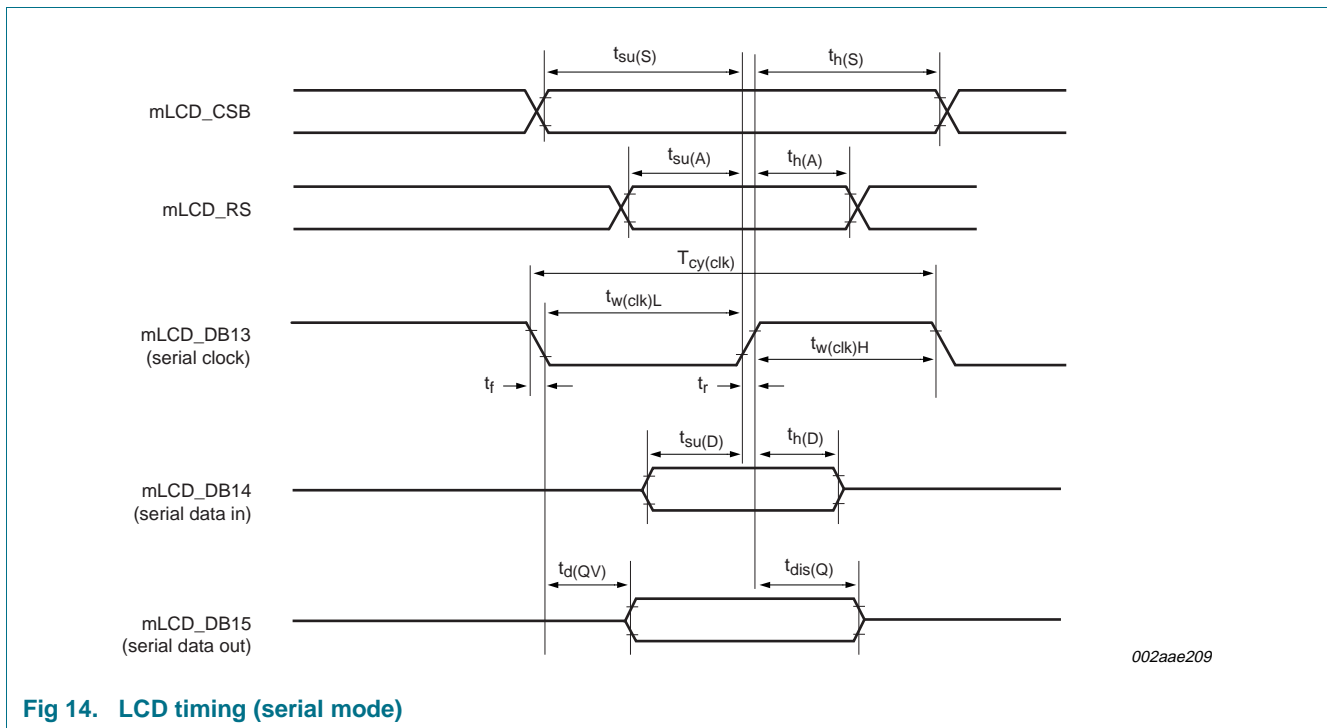 tsu(S)
th(S)
mLCD_CSB
tsu(A)
th(A)
mLCD_RS
Tcy(clk)
tw(clk)L
mLCD_DB13
(serial clock)
tw(clk)H
tf
tr
tsu(D)
th(D)
mLCD_DB14
(serial data in)
td(QV)
tdis(Q)
mLCD_DB15
(serial data out)
002aae209
Fig 14. LCD timing (serial mode)